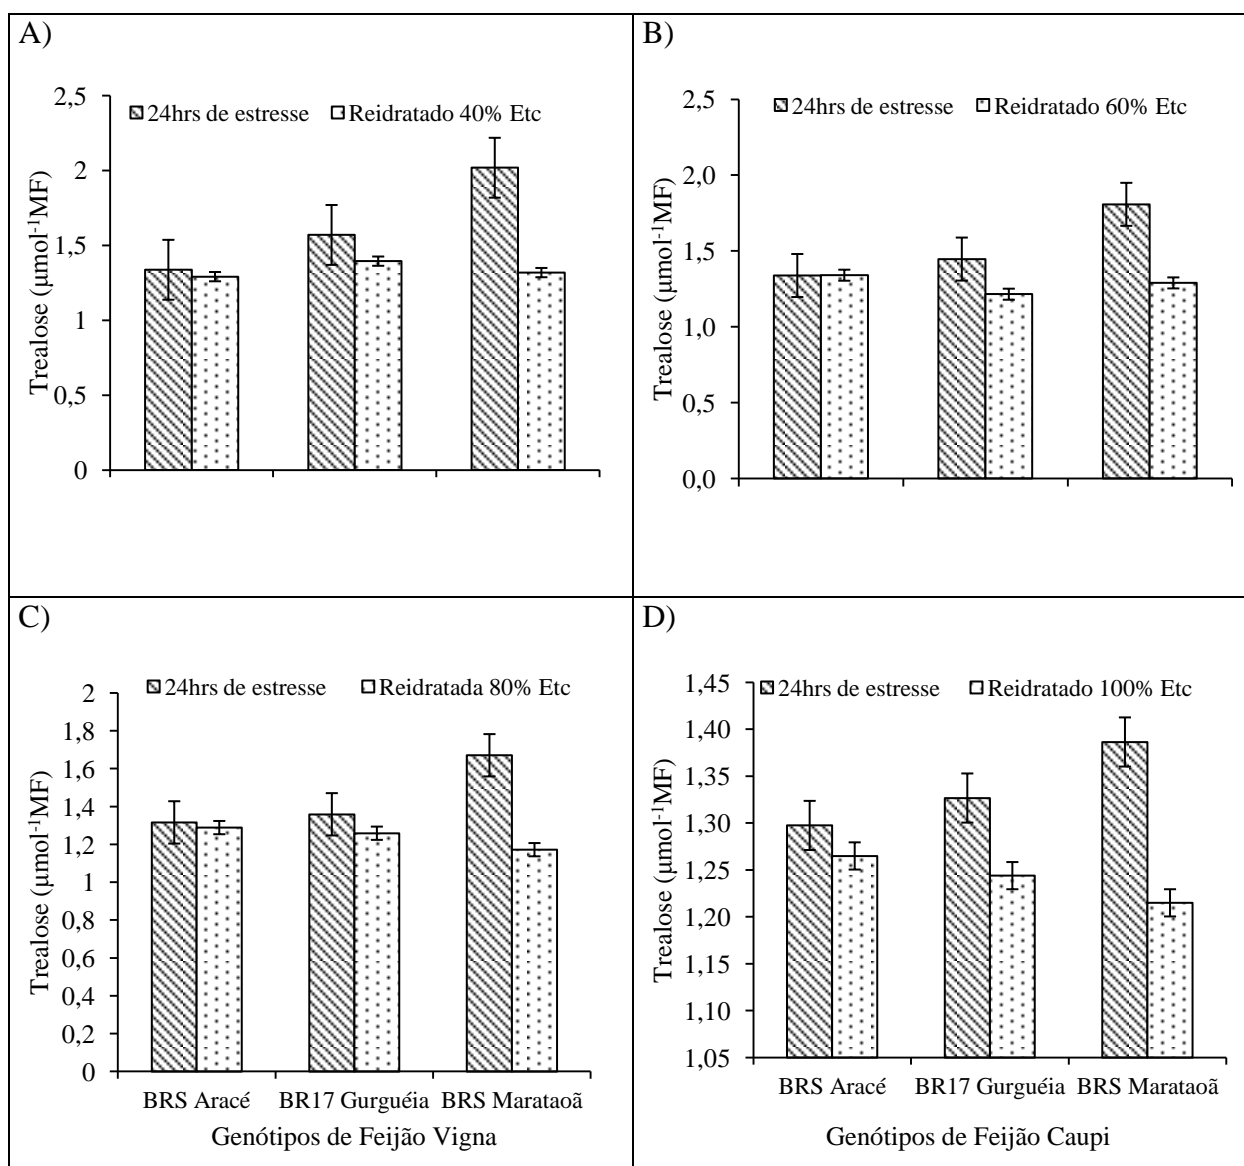 A)
24hrs de estresse Reidratado 40% Etc
Trealose (µmol⁻¹MF)
2,5
2
1,5
1
0,5
0
B)
24hrs de estresse Reidratado 60% Etc
Trealose (µmol⁻¹MF)
2,5
2,0
1,5
1,0
0,5
0,0
C)
24hrs de estresse Reidratada 80% Etc
Trealose (µmol⁻¹MF)
2
1,8
1,6
1,4
1,2
1
0,8
0,6
0,4
0,2
0
BRS Aracé BR17 Gurguéia BRS Marataoã
Genótipos de Feijão Vigna
D)
24hrs de estresse Reidratado 100% Etc
Trealose (µmol⁻¹MF)
1,45
1,40
1,35
1,30
1,25
1,20
1,15
1,10
1,05
BRS Aracé BR17 Gurguéia BRS Marataoã
Genótipos de Feijão Caupi